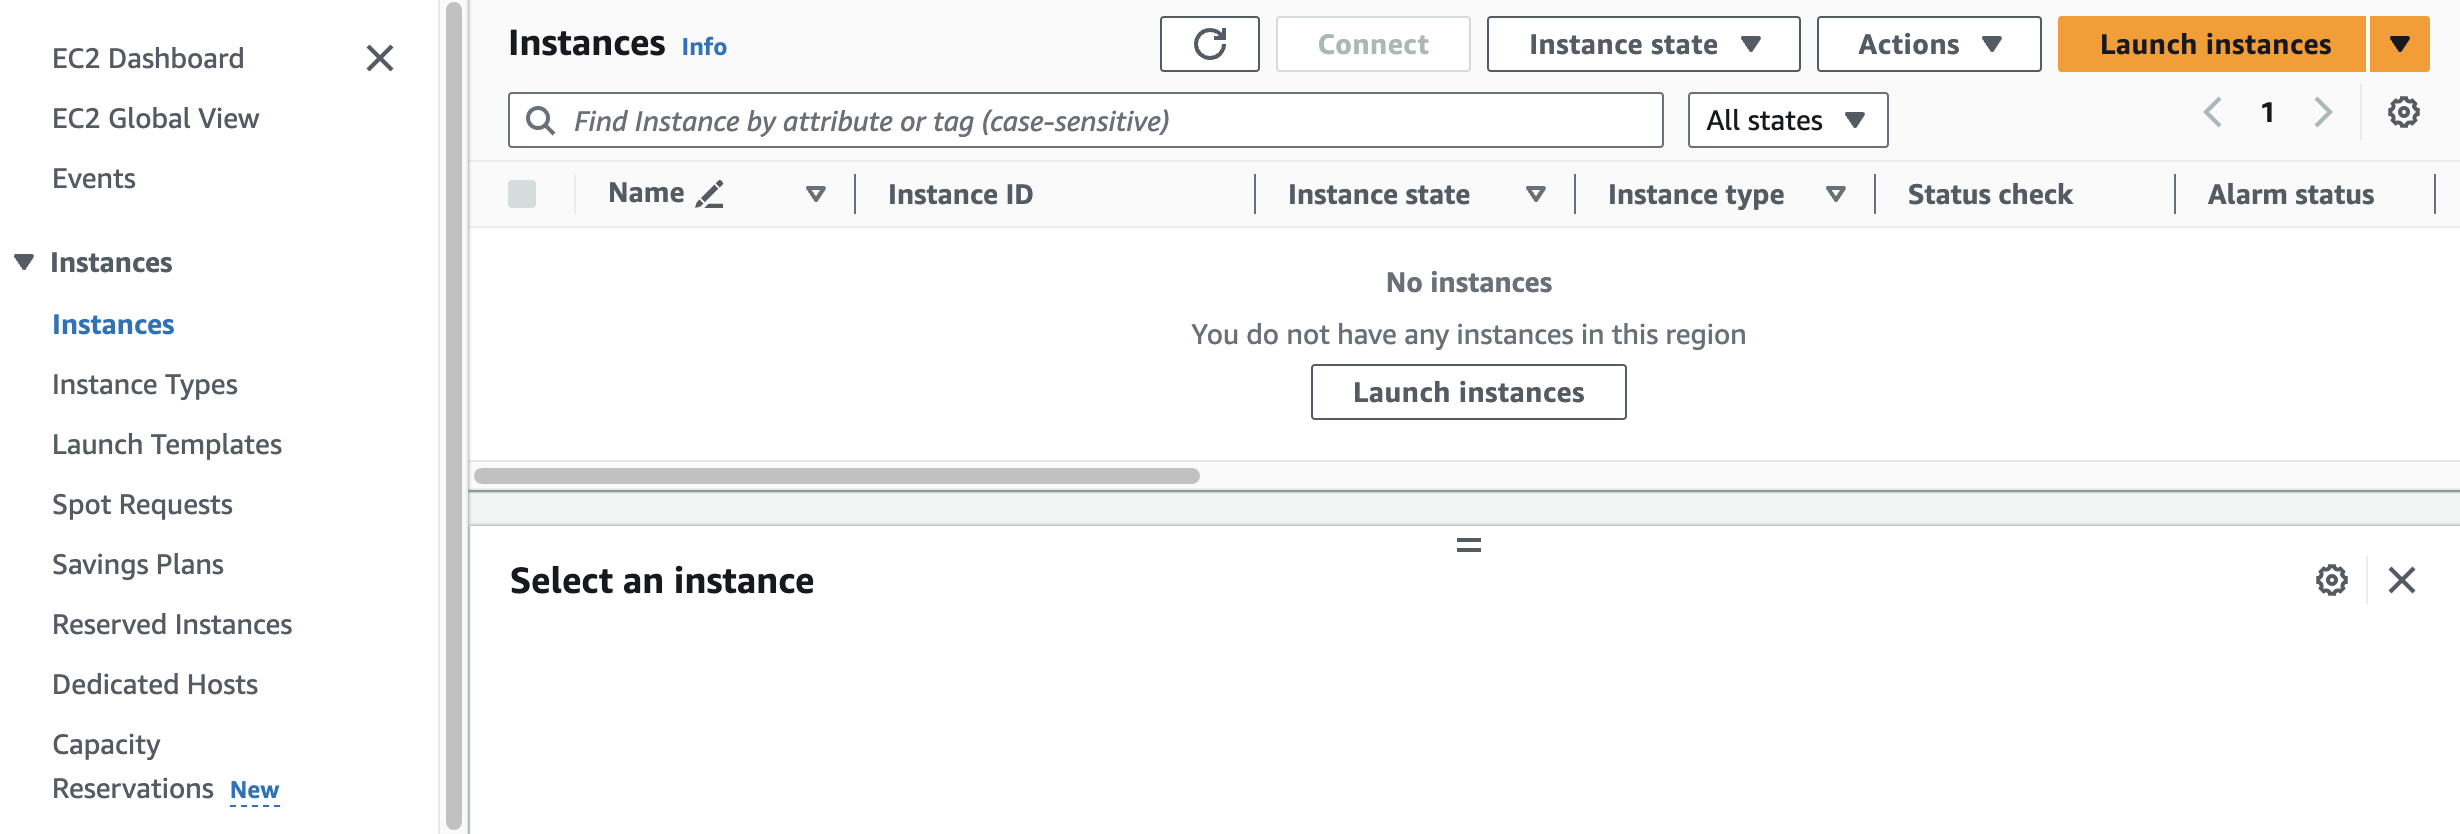 EC2 Dashboard
EC2 Global View
Events
Instances
Instances
Instance Types
Launch Templates
Spot Requests
Savings Plans
Reserved Instances
Dedicated Hosts
Capacity
Reservations New
Instances Info
Connect
Instance state
Actions
Launch instances
Find Instance by attribute or tag (case-sensitive)
All states
1
Name
Instance ID
Instance state
Instance type
Status check
Alarm status
No instances
You do not have any instances in this region
Launch instances
Select an instance